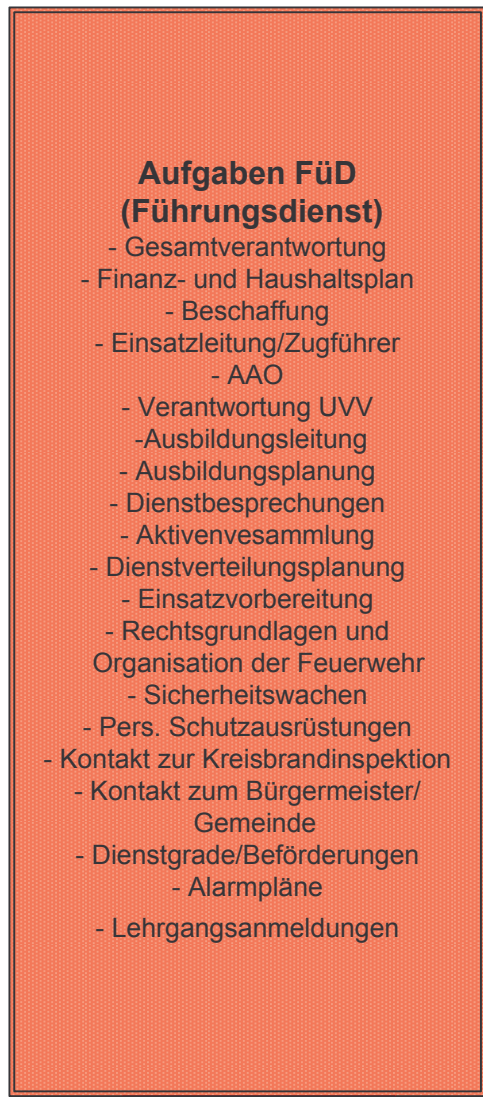 Aufgaben FüD
(Führungsdienst)
- Gesamtverantwortung
- Finanz- und Haushaltsplan
- Beschaffung
- Einsatzleitung/Zugführer
- AAO
- Verantwortung UVV
-Ausbildungsleitung
- Ausbildungsplanung
- Dienstbesprechungen
- Aktivenvesammlung
- Dienstverteilungsplanung
- Einsatzvorbereitung
- Rechtsgrundlagen und
Organisation der Feuerwehr
- Sicherheitswachen
- Pers. Schutzausrüstungen
- Kontakt zur Kreisbrandinspektion
- Kontakt zum Bürgermeister/
Gemeinde
- Dienstgrade/Beförderungen
- Alarmpläne
- Lehrgangsanmeldungen